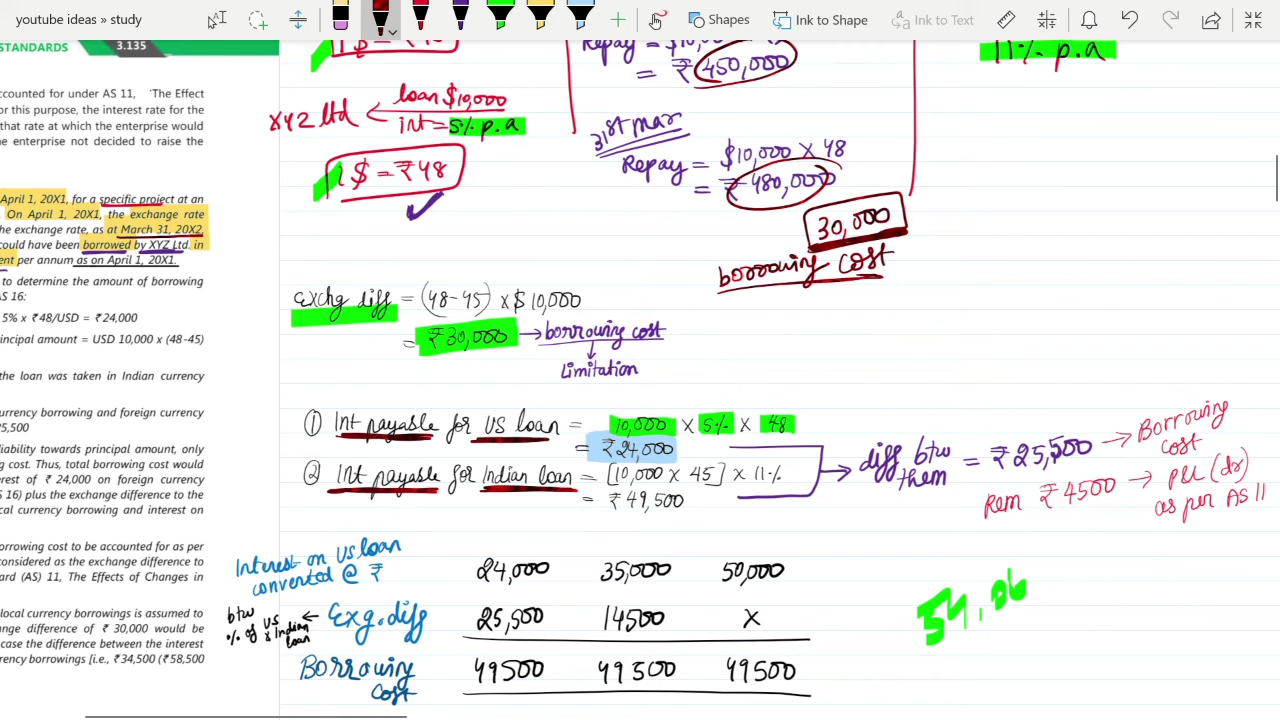 youtube ideas » study
Shapes
Ink to Shape
Ink to Text
STANDARDS
3.135
ccounted for under AS 11, 'The Effect
or this purpose, the interest rate for the
that rate at which the enterprise would
he enterprise not decided to raise the
April 1, 20X1, for a specific project at an
On April 1, 20X1, the exchange rate
he exchange rate, as at March 31, 20X2,
could have been borrowed by XYZ Ltd. in
ent per annum as on April 1, 20X1.
to determine the amount of borrowing
AS 16:
5% x ₹48/USD = ₹24,000
rincipal amount = USD 10,000 x (48-45)
the loan was taken in Indian currency
currency borrowing and foreign currency
25,500
liability towards principal amount, only
g cost. Thus, total borrowing cost would
erest of ₹ 24,000 on foreign currency
S 16) plus the exchange difference to the
cal currency borrowing and interest on
orrowing cost to be accounted for as per
considered as the exchange difference to
ard (AS) 11, The Effects of Changes in
local currency borrowings is assumed to
nge difference of ₹ 30,000 would be
case the difference between the interest
rency borrowings [i.e., ₹34,500 (₹58,500
XYZ Ltd
loan $10,000
int = 5% p.a
1 $ = ₹48
= ₹ 450,000
31st mar
Repay = $10,000 X 48
= ₹ 480,000
11% p.a
30,000
borrowing cost
exchg diff = (48-45) x $ 10,000
= ₹30,000 → borrowing cost
Limitation
① Int payable for US loan = 10,000 x 5% x 48
= ₹24,000
② Int payable for Indian loan = [10,000 x 45] x 11%
= ₹ 49,500
diff btw them = ₹25,500 → Borrowing cost
Rem ₹4500 → P&L (dr) as per AS 11
Interest on US loan
converted @ ₹
24,000 35,000 50,000
btw
% of US
x Indian
loan
Exg. diff 25,500 14500 X
Borrowing
cost
49500 49500 49500